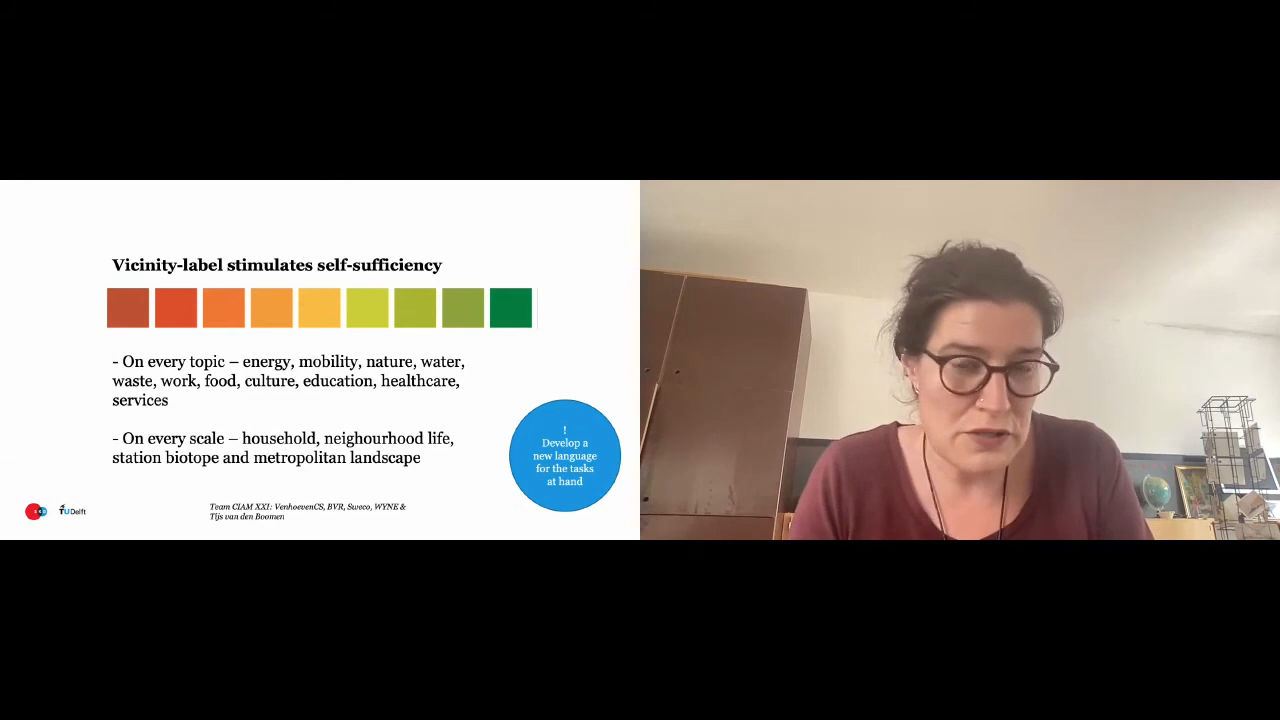 Vicinity-label stimulates self-sufficiency
- On every topic – energy, mobility, nature, water,
waste, work, food, culture, education, healthcare,
services
- On every scale – household, neighourhood life,
station biotope and metropolitan landscape
!
Develop a
new language
for the tasks
at hand
Team CIAM XXI: VenhoevenCS, BVR, Sweco, WYNE &
Tijs van den Boomen
TUDelft